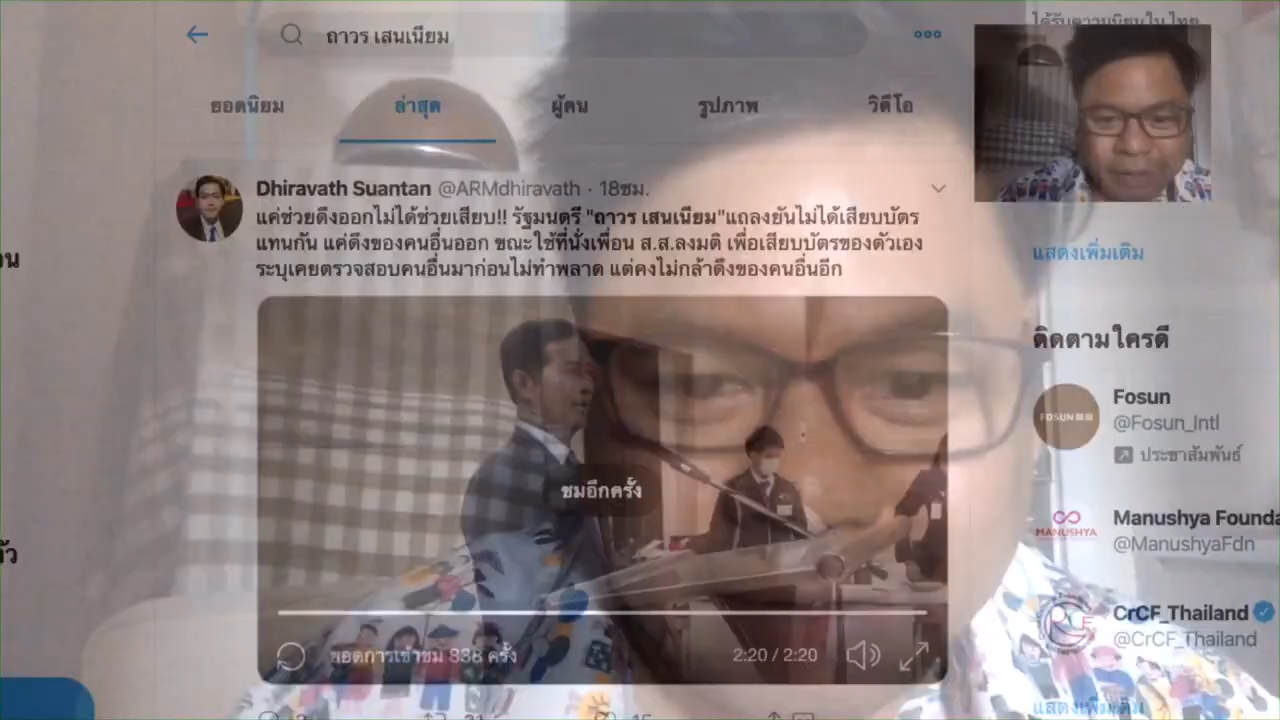 ถาวร เสนเนียม
ยอดนิยม
ล่าสุด
ผู้คน
รูปภาพ
วิดีโอ
Dhiravath Suantan @ARMdhiravath · 18ชม.
แค่ช่วยดึงออกไม่ได้ช่วยเสียบ!! รัฐมนตรี "ถาวร เสนเนียม"แถลงยันไม่ได้เสียบบัตร
แทนกัน แค่ดึงของคนอื่นออก ขณะใช้ที่นั่งเพื่อน ส.ส.ลงมติ เพื่อเสียบบัตรของตัวเอง
ระบุเคยตรวจสอบคนอื่นมาก่อนไม่ทำพลาด แต่คงไม่กล้าดึงของคนอื่นอีก
ชมอีกครั้ง
ยอดการเข้าชม 838 ครั้ง
2:20 / 2:20
แสดงเพิ่มเติม
ติดตามใครดี
FOSUN
Fosun
@Fosun_Intl
ประชาสัมพันธ์
MANUSHYA
Manushya Founda
@ManushyaFdn
CrCF_Thailand
@CrCF_Thailand
แสดงเพิ่มเติม